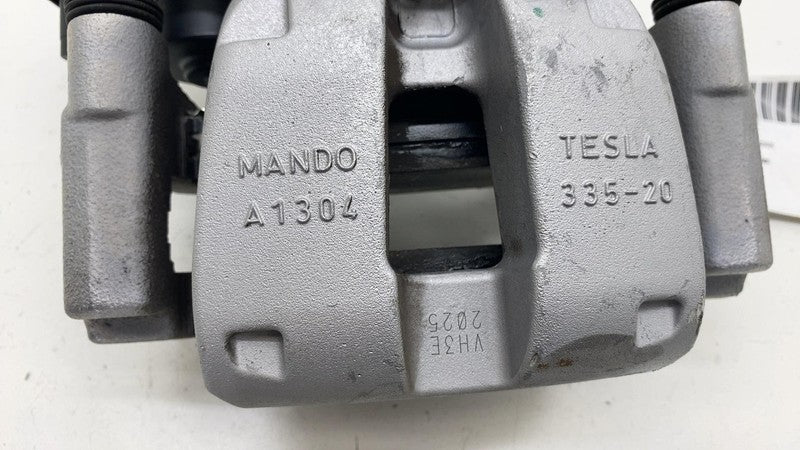 MANDO
A1304
TESLA
335-20
VH3E
2025